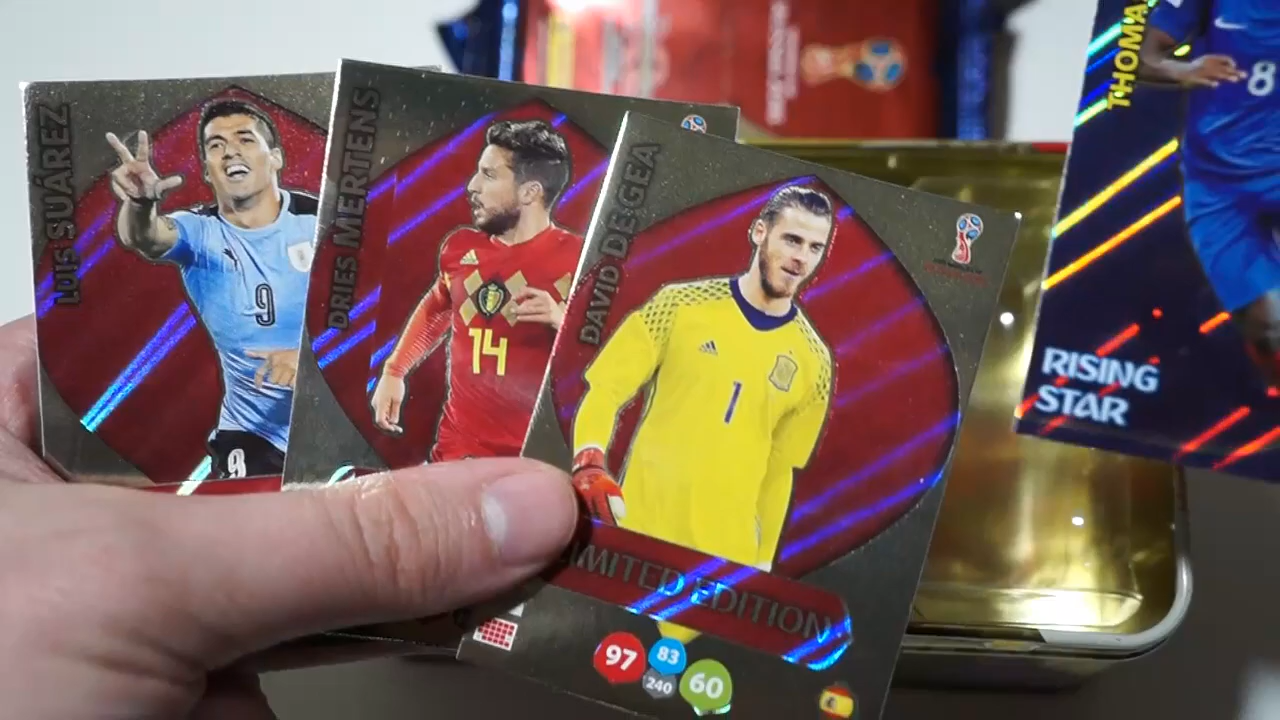 LUIS SUÁREZ
9
9
DRIES MERTENS
14
DAVID DE GEA
1
LIMITED EDITION
97
83
240
60
THOMA
8
RISING
STAR